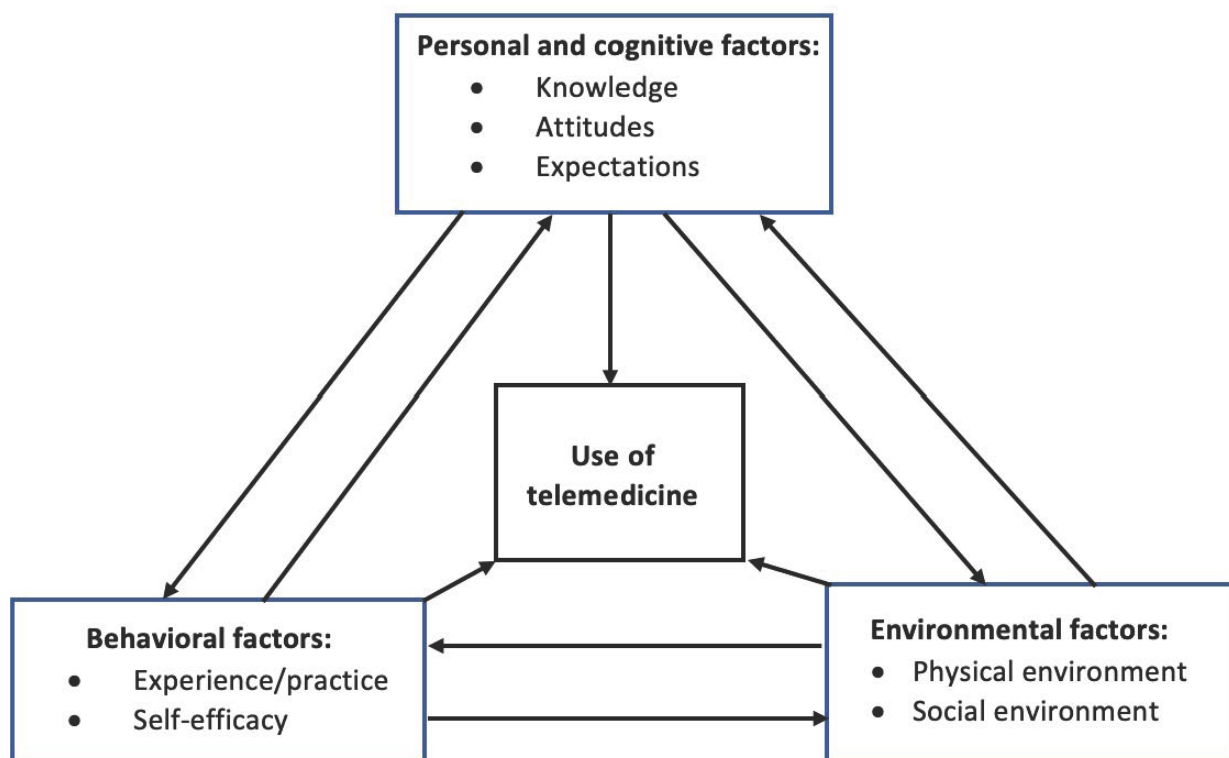 Personal and cognitive factors:
• Knowledge
• Attitudes
• Expectations
Use of
telemedicine
Behavioral factors:
• Experience/practice
• Self-efficacy
Environmental factors:
• Physical environment
• Social environment